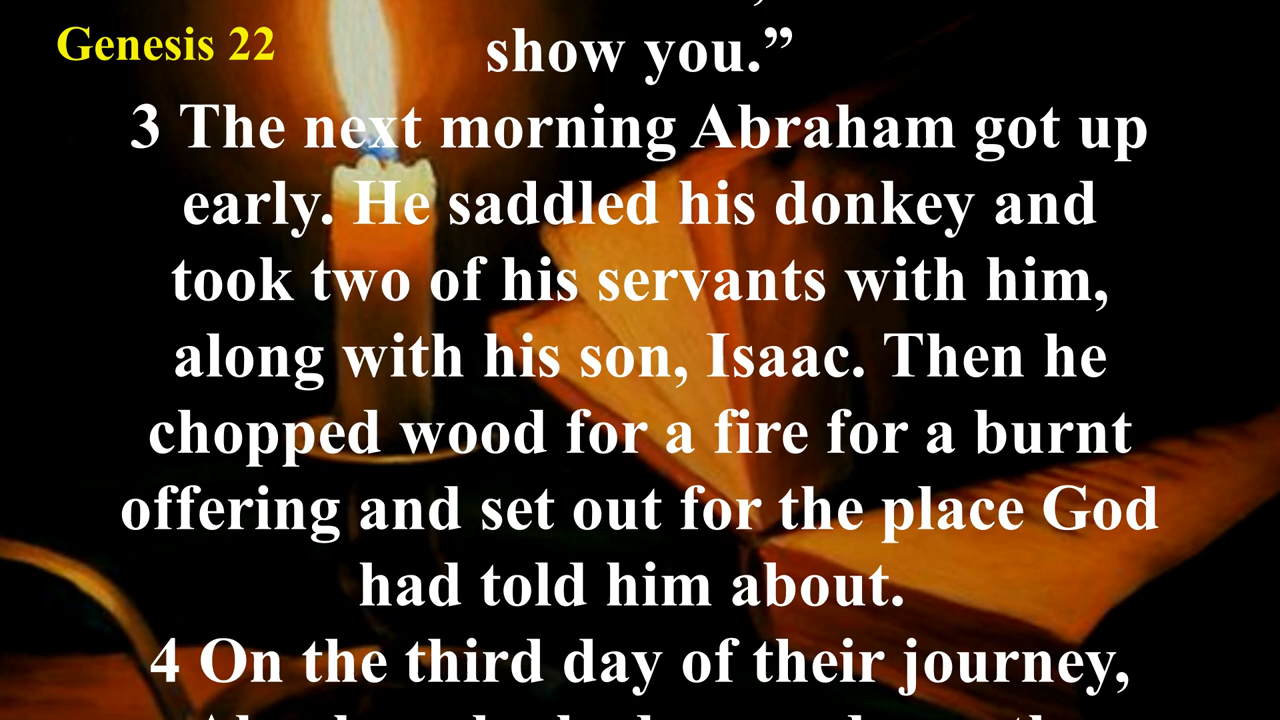 Genesis 22
show you.”
3 The next morning Abraham got up
early. He saddled his donkey and
took two of his servants with him,
along with his son, Isaac. Then he
chopped wood for a fire for a burnt
offering and set out for the place God
had told him about.
4 On the third day of their journey,